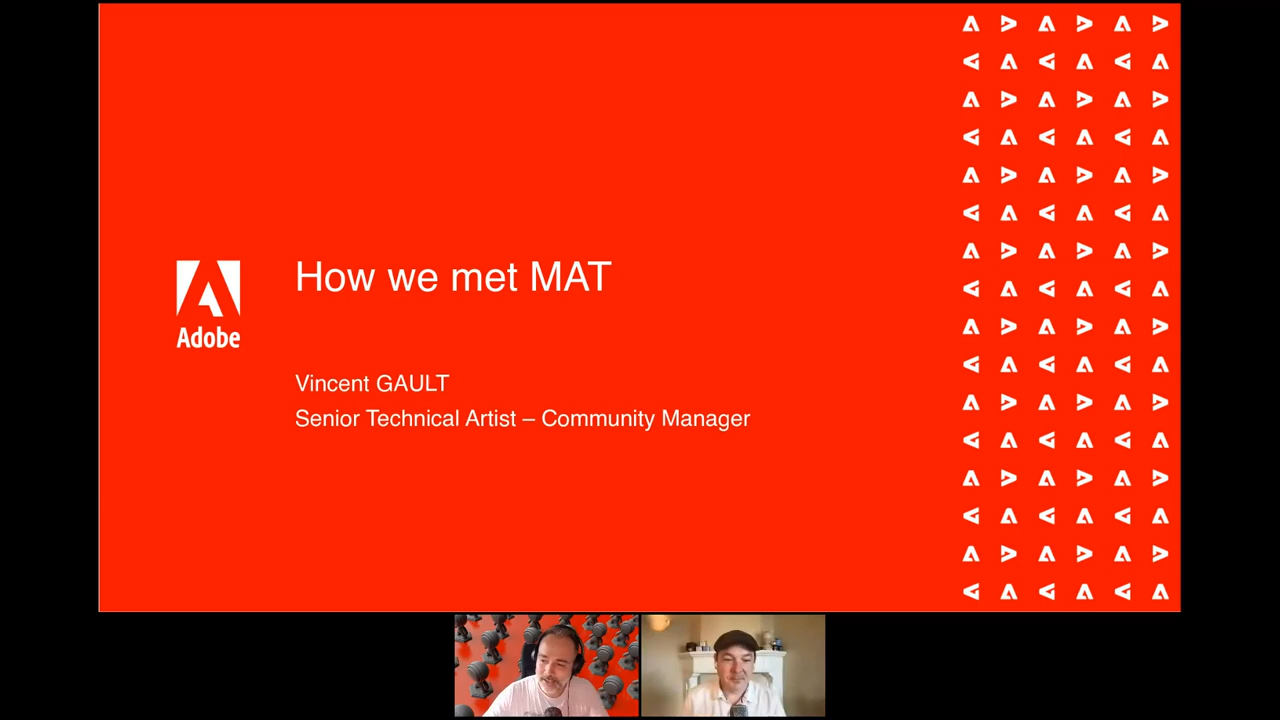 How we met MAT
Adobe
Vincent GAULT
Senior Technical Artist – Community Manager